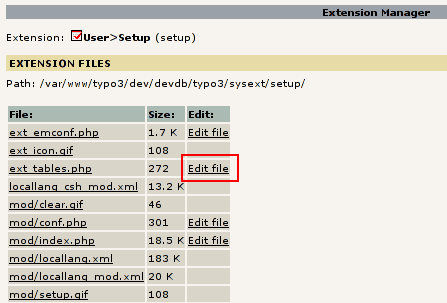 Extension Manager
Extension: User>Setup (setup)
EXTENSION FILES
Path: /var/www/typo3/dev/devdb/typo3/sysext/setup/
File: Size: Edit:
ext_emconf.php 1.7 K Edit file
ext_icon.gif 108
ext_tables.php 272 Edit file
locallang_csh_mod.xml 13.2 K
mod/clear.gif 46
mod/conf.php 301 Edit file
mod/index.php 18.5 K Edit file
mod/locallang.xml 183 K
mod/locallang_mod.xml 20 K
mod/setup.gif 108